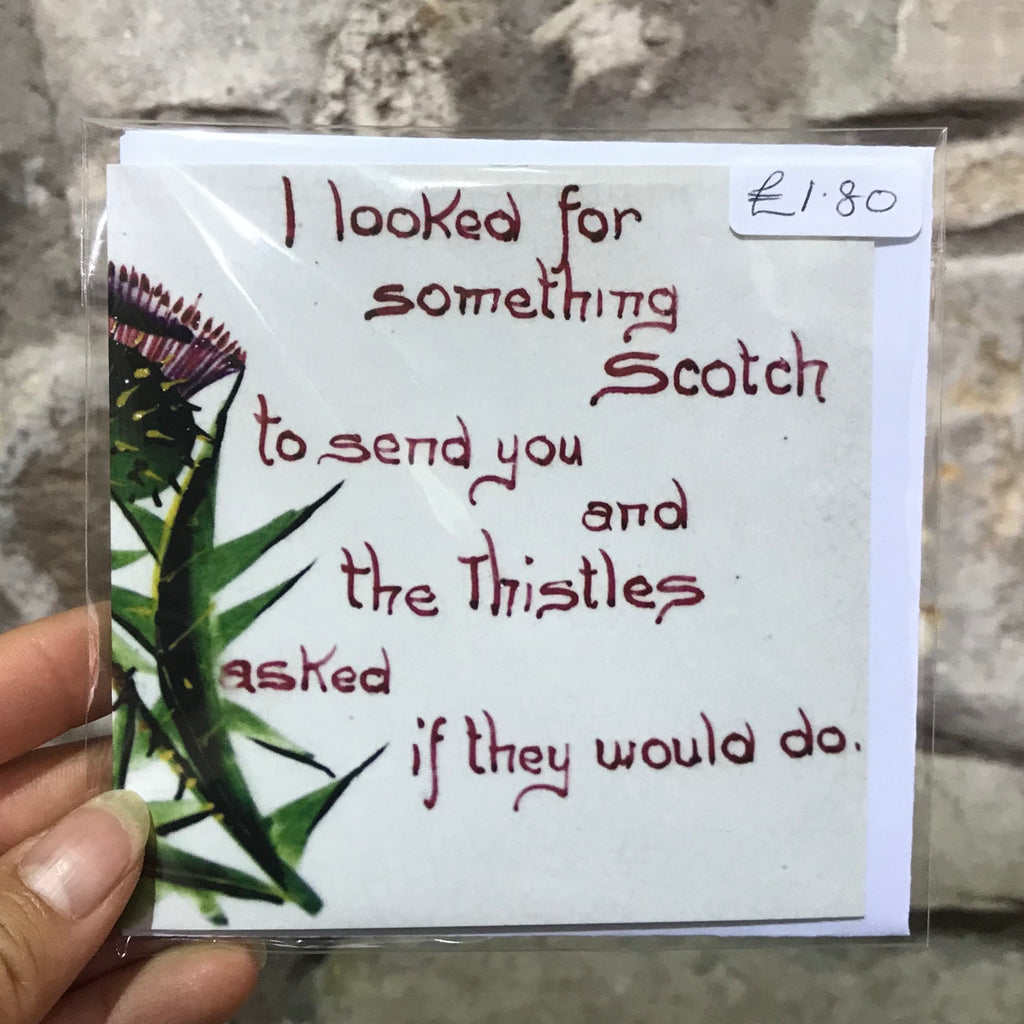 £1.80
I looked for
something
Scotch
to send you
and
the Thistles
asked
if they would do.